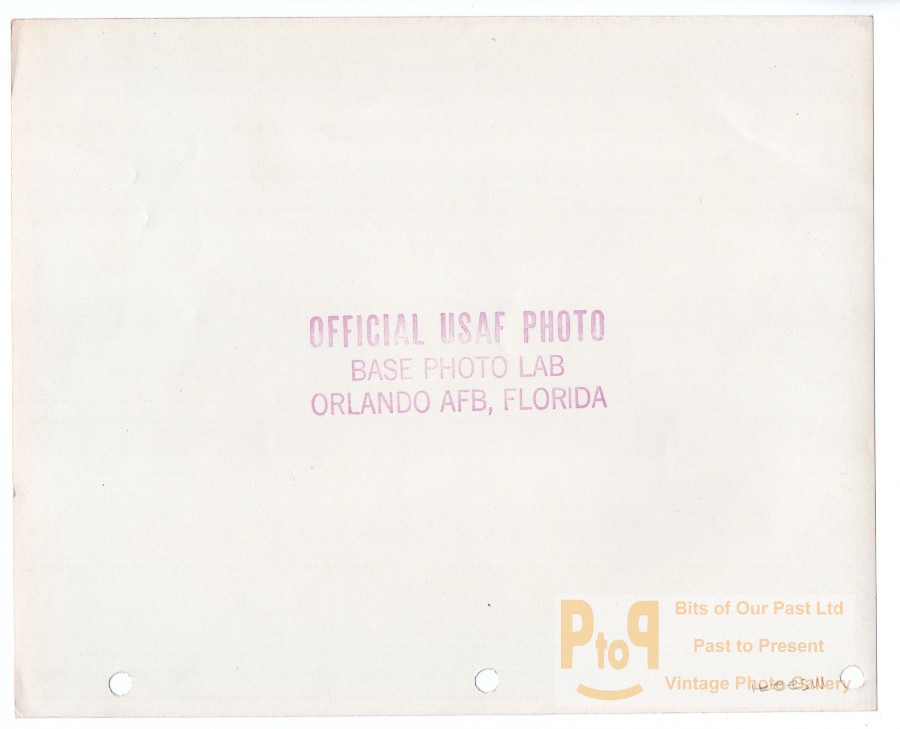 OFFICIAL USAF PHOTO
BASE PHOTO LAB
ORLANDO AFB, FLORIDA
PtoP
Bits of Our Past Ltd
Past to Present
Vintage Photo Gallery